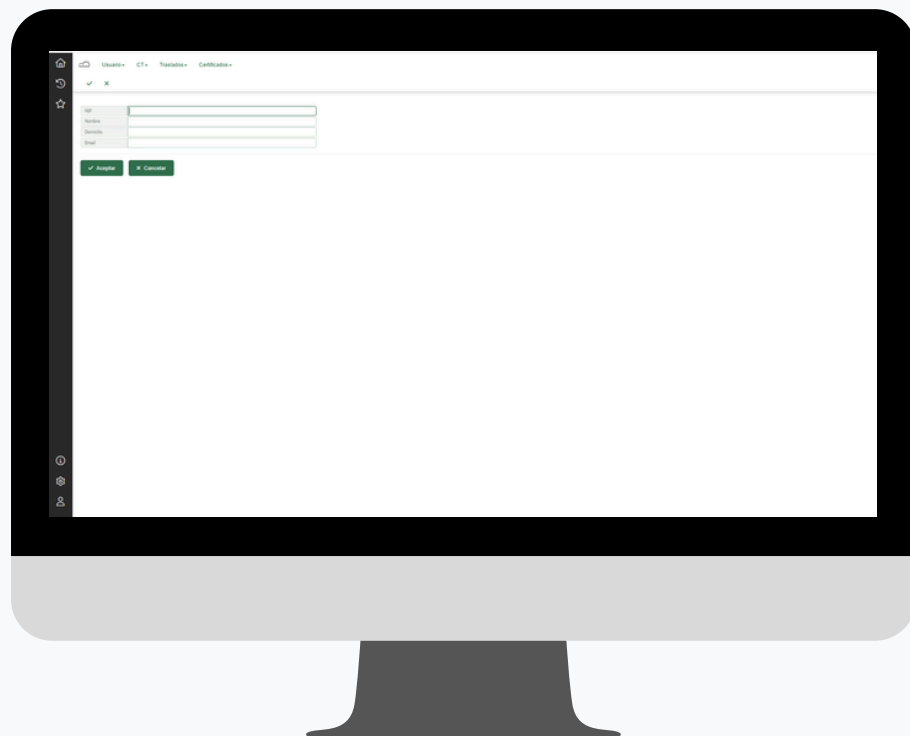 Usuario CT Traslados Certificados
NIF
Nombre
Domicilio
Email
Aceptar Cancelar